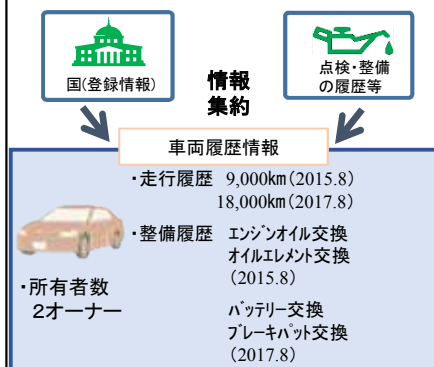 国(登録情報)
情報
集約
点検・整備
の履歴等
車両履歴情報
・走行履歴 9,000km(2015.8)
18,000km(2017.8)
・整備履歴 エンジンオイル交換
オイルエレメント交換
(2015.8)
・所有者数
2オーナー
バッテリー交換
ブレーキパット交換
(2017.8)